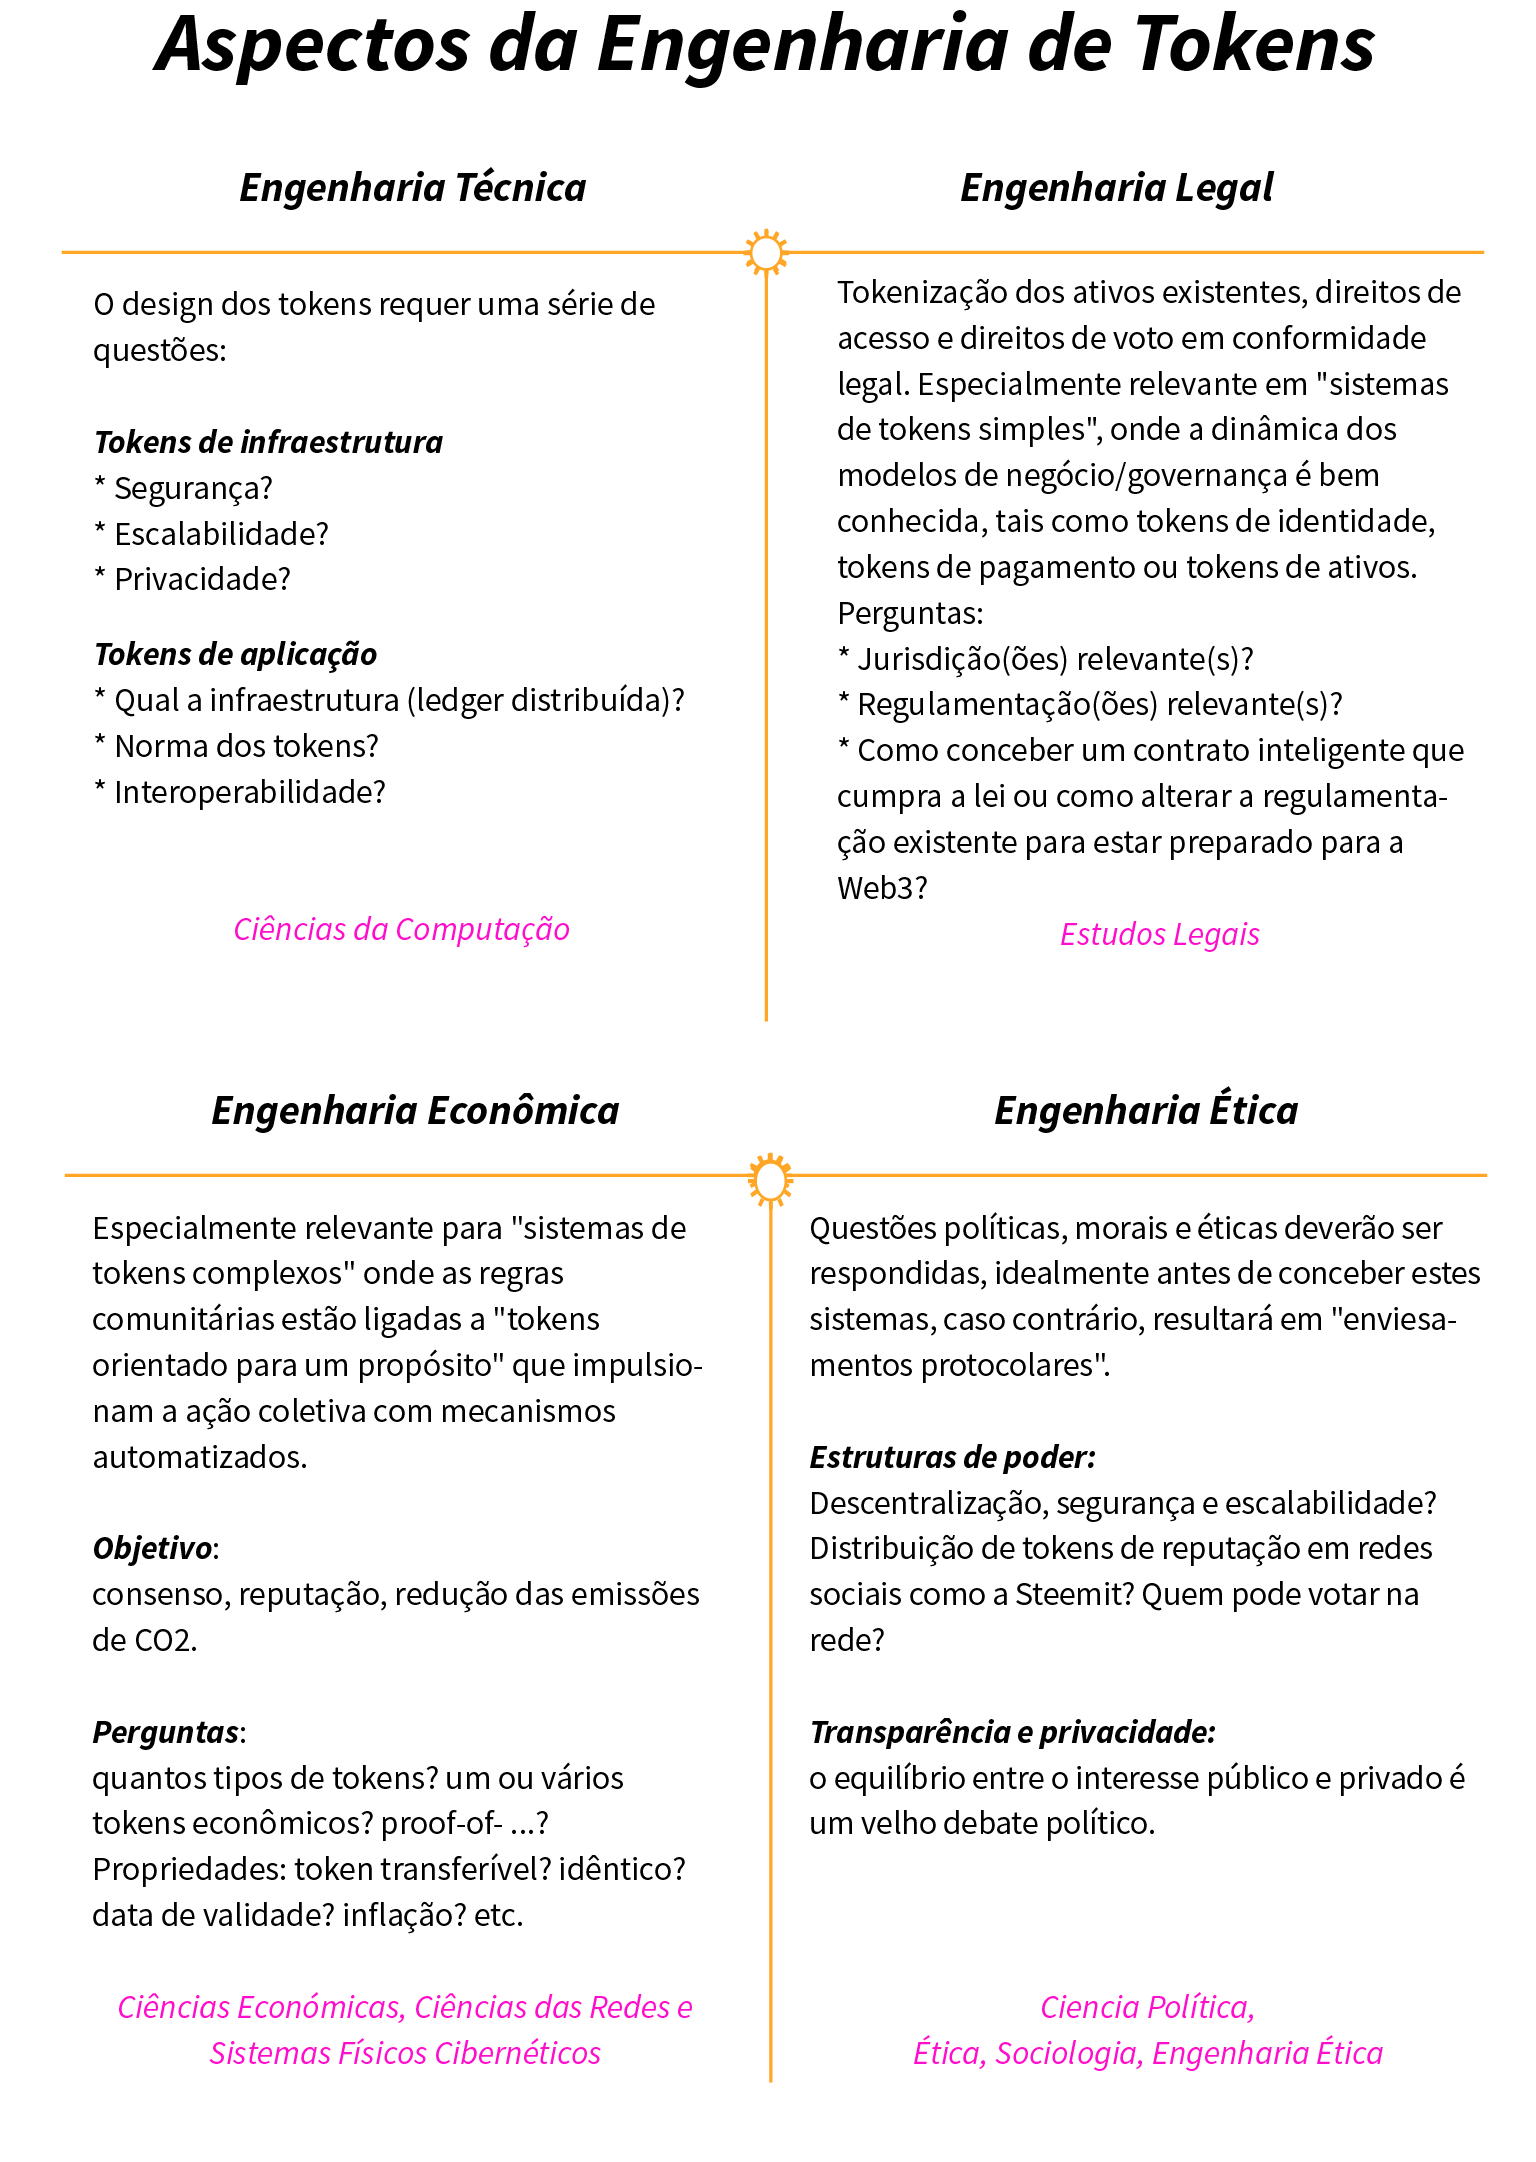 Aspectos da Engenharia de Tokens
Engenharia Técnica
O design dos tokens requer uma série de
questões:
Tokens de infraestrutura
* Segurança?
* Escalabilidade?
* Privacidade?
Tokens de aplicação
* Qual a infraestrutura (ledger distribuída)?
* Norma dos tokens?
* Interoperabilidade?
Ciências da Computação
Engenharia Legal
Tokenização dos ativos existentes, direitos de
acesso e direitos de voto em conformidade
legal. Especialmente relevante em "sistemas
de tokens simples", onde a dinâmica dos
modelos de negócio/governança é bem
conhecida, tais como tokens de identidade,
tokens de pagamento ou tokens de ativos.
Perguntas:
* Jurisdição(ões) relevante(s)?
* Regulamentação(ões) relevante(s)?
* Como conceber um contrato inteligente que
cumpra a lei ou como alterar a regulamenta-
ção existente para estar preparado para a
Web3?
Estudos Legais
Engenharia Econômica
Especialmente relevante para "sistemas de
tokens complexos" onde as regras
comunitárias estão ligadas a "tokens
orientado para um propósito" que impulsio-
nam a ação coletiva com mecanismos
automatizados.
Objetivo:
consenso, reputação, redução das emissões
de CO2.
Perguntas:
quantos tipos de tokens? um ou vários
tokens econômicos? proof-of- ...?
Propriedades: token transferível? idêntico?
data de validade? inflação? etc.
Ciências Económicas, Ciências das Redes e
Sistemas Físicos Cibernéticos
Engenharia Ética
Questões políticas, morais e éticas deverão ser
respondidas, idealmente antes de conceber estes
sistemas, caso contrário, resultará em "enviesa-
mentos protocolares".
Estruturas de poder:
Descentralização, segurança e escalabilidade?
Distribuição de tokens de reputação em redes
sociais como a Steemit? Quem pode votar na
rede?
Transparência e privacidade:
o equilíbrio entre o interesse público e privado é
um velho debate político.
Ciencia Política,
Ética, Sociologia, Engenharia Ética